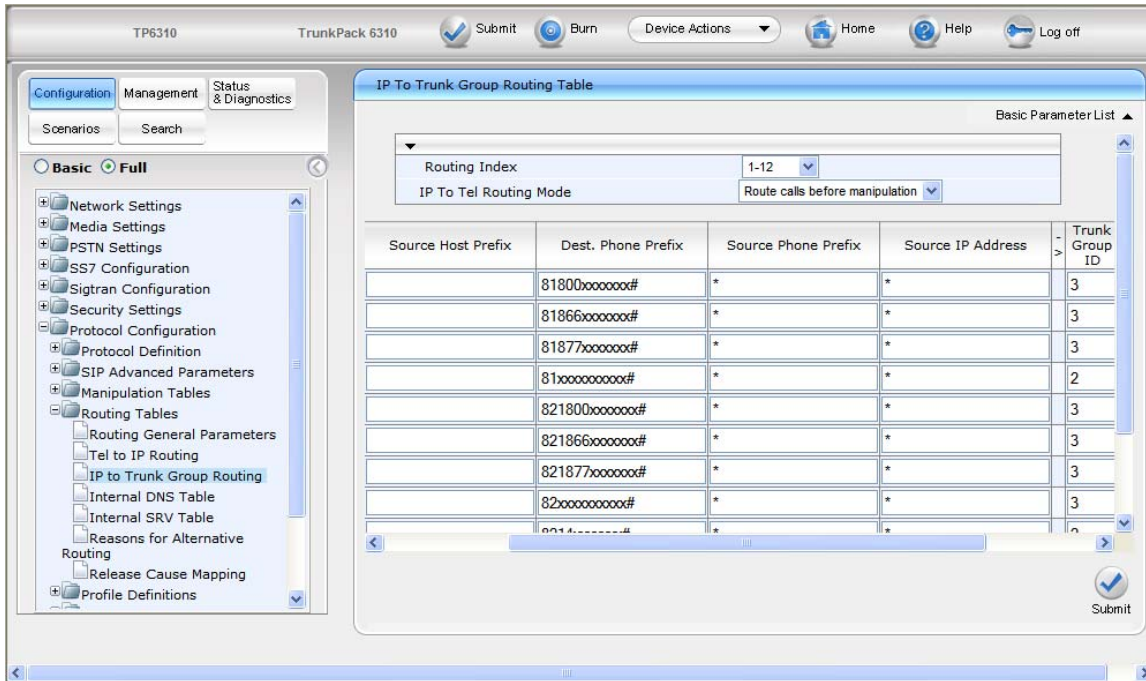 TP6310 TrunkPack 6310 Submit Burn Device Actions Home Help Log off
Configuration Management Status & Diagnostics
Scenarios Search
Basic Full
Network Settings
Media Settings
PSTN Settings
SS7 Configuration
Sigtran Configuration
Security Settings
Protocol Configuration
Protocol Definition
SIP Advanced Parameters
Manipulation Tables
Routing Tables
Routing General Parameters
Tel to IP Routing
IP to Trunk Group Routing
Internal DNS Table
Internal SRV Table
Reasons for Alternative
Routing
Release Cause Mapping
Profile Definitions
IP To Trunk Group Routing Table
Basic Parameter List
Routing Index 1-12
IP To Tel Routing Mode Route calls before manipulation
Source Host Prefix Dest. Phone Prefix Source Phone Prefix Source IP Address -> Trunk Group ID
81800xxxxxxx# * * 3
81866xxxxxxx# * * 3
81877xxxxxxx# * * 3
81xxxxxxxxxx# * * 2
821800xxxxxxx# * * 3
821866xxxxxxx# * * 3
821877xxxxxxx# * * 3
82xxxxxxxxxx# * * 3
Submit